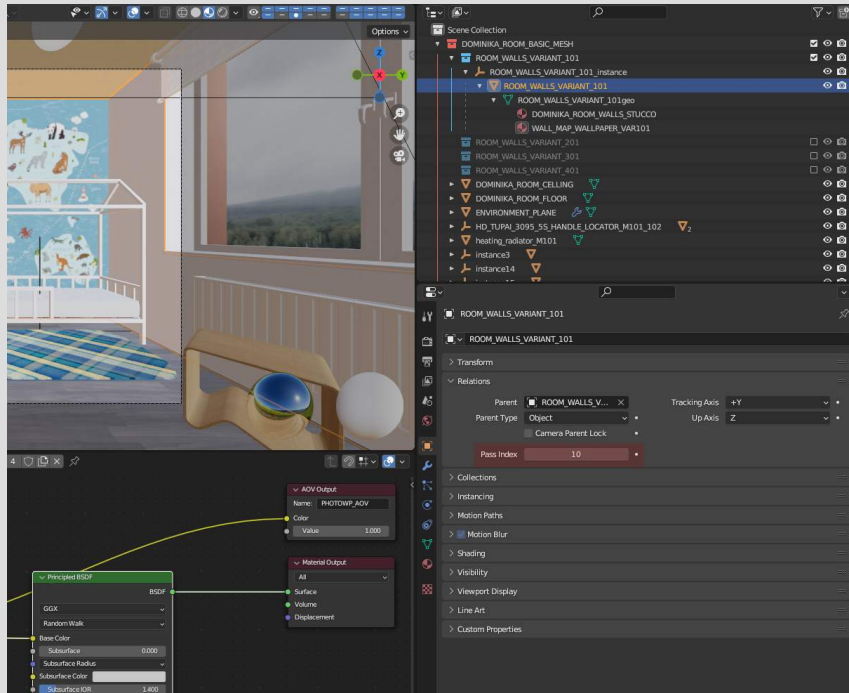 Options
Z
X
Y
4
AOV Output
Name: PHOTOWP_AOV
Color
Value 1.000
Material Output
All
Surface
Volume
Displacement
Principled BSDF
BSDF
GGX
Random Walk
Base Color
Subsurface 0.000
Subsurface Radius
Subsurface Color
Subsurface IOR 1.400
Scene Collection
DOMINIKA_ROOM_BASIC_MESH
ROOM_WALLS_VARIANT_101
ROOM_WALLS_VARIANT_101_instance
ROOM_WALLS_VARIANT_101
ROOM_WALLS_VARIANT_101geo
DOMINIKA_ROOM_WALLS_STUCCO
WALL_MAP_WALLPAPER_VAR101
ROOM_WALLS_VARIANT_201
ROOM_WALLS_VARIANT_301
ROOM_WALLS_VARIANT_401
DOMINIKA_ROOM_CELLING
DOMINIKA_ROOM_FLOOR
ENVIRONMENT_PLANE
HD_TUPAI_3095_5S_HANDLE_LOCATOR_M101_102 2
heating_radiator_M101
instance3
instance14
ROOM_WALLS_VARIANT_101
ROOM_WALLS_VARIANT_101
Transform
Relations
Parent ROOM_WALLS_V... Tracking Axis +Y
Parent Type Object Up Axis Z
Camera Parent Lock
Pass Index 10
Collections
Instancing
Motion Paths
Motion Blur
Shading
Visibility
Viewport Display
Line Art
Custom Properties